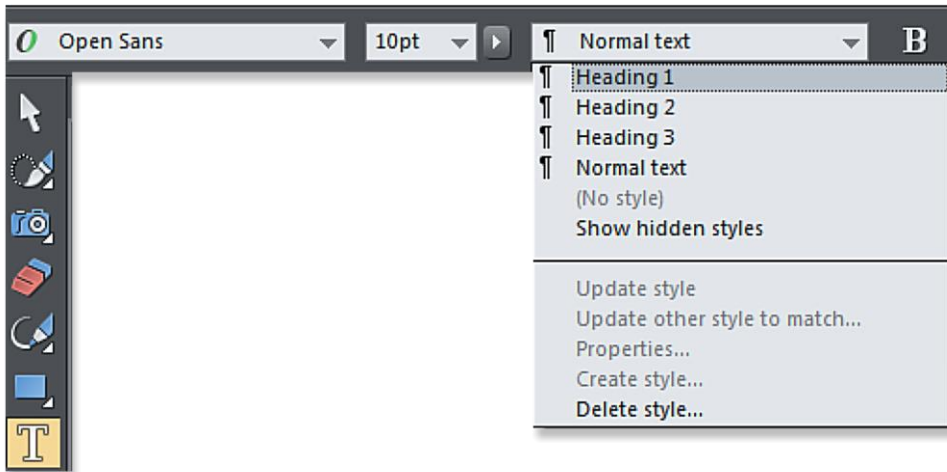 O Open Sans 10pt ¶ Normal text B
¶ Heading 1
¶ Heading 2
¶ Heading 3
¶ Normal text
(No style)
Show hidden styles
Update style
Update other style to match...
Properties...
Create style...
Delete style...
T